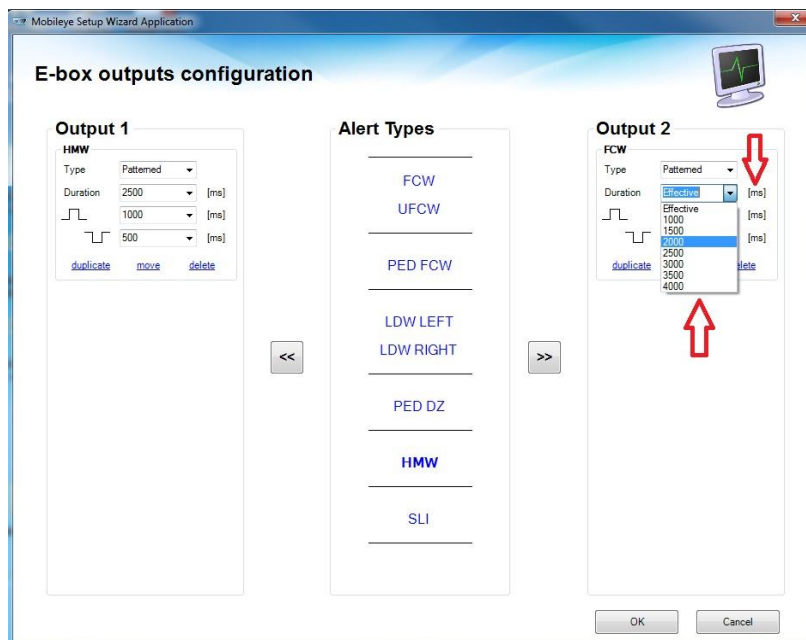 Mobileye Setup Wizard Application
E-box outputs configuration
Output 1
HMW
Type Patterned
Duration 2500 [ms]
1000 [ms]
500 [ms]
duplicate move delete
Alert Types
FCW
UFCW
PED FCW
LDW LEFT
LDW RIGHT
PED DZ
HMW
SLI
<<
>>
Output 2
FCW
Type Patterned
Duration Effective [ms]
[ms]
[ms]
Effective
1000
1500
2000
2500
3000
3500
4000
duplicate
OK Cancel